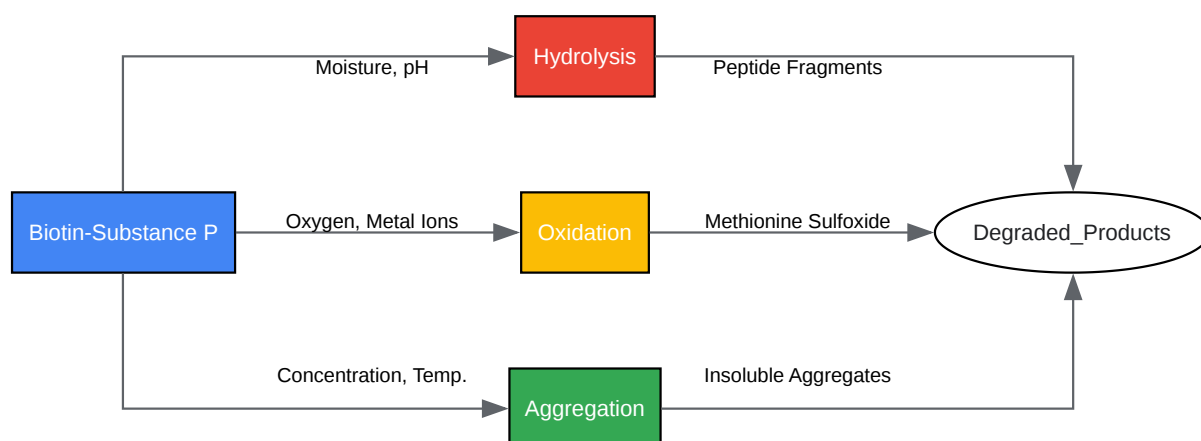 Hydrolysis
Moisture, pH
Peptide Fragments
Biotin-Substance P
Oxygen, Metal Ions
Oxidation
Methionine Sulfoxide
Degraded_Products
Concentration, Temp.
Insoluble Aggregates
Aggregation